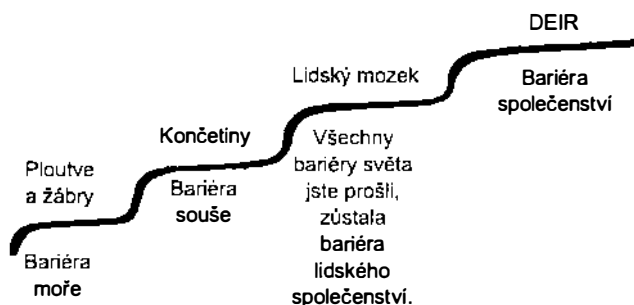 Ploutve
a žábry
Bariéra
moře
Končetiny
Bariéra
souše
Lidský mozek
Všechny
bariéry světa
jste prošli,
zůstala
bariéra
lidského
společenství.
DEIR
Bariéra
společenství